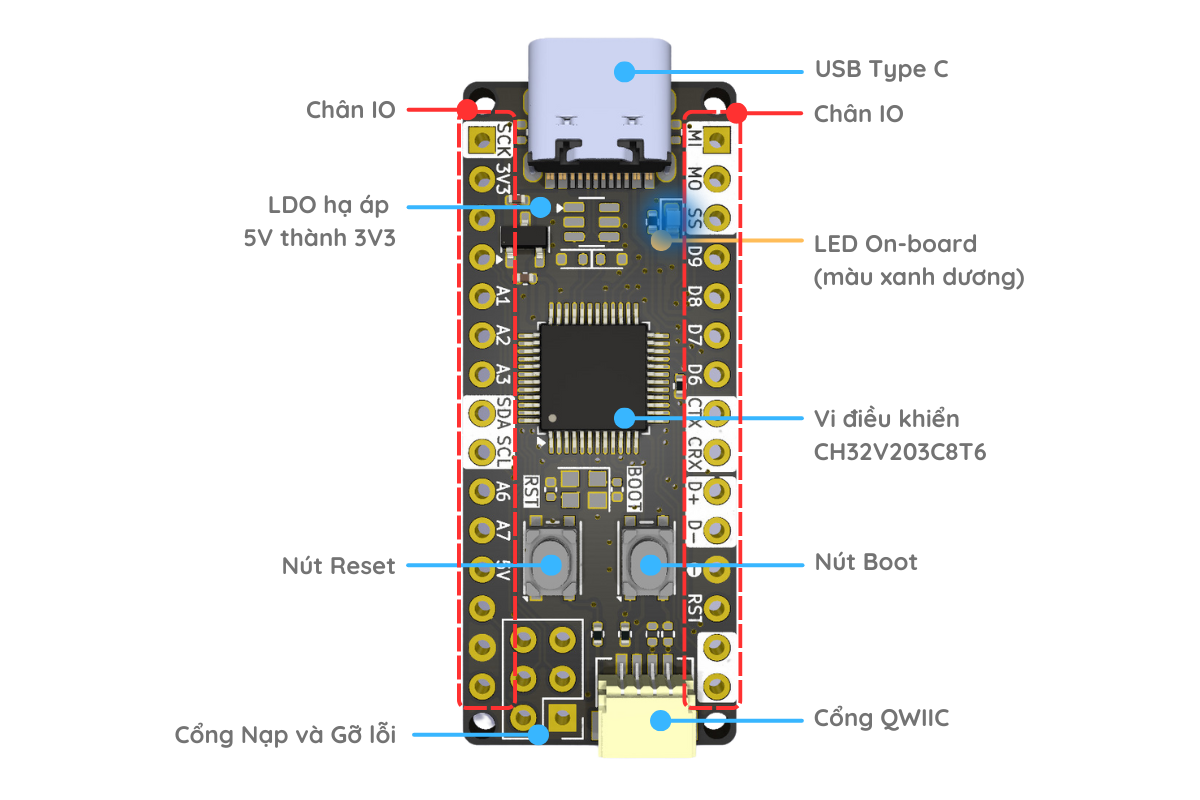 USB Type C
Chân IO
Chân IO
LDO hạ áp
5V thành 3V3
LED On-board
(màu xanh dương)
Vi điều khiển
CH32V203C8T6
Nút Reset
Nút Boot
Cổng Nạp và Gỡ lỗi
Cổng QWIIC
SCK
3V3
A1
A2
A3
SDA
SCL
A6
A7
5V
MI
MO
SS
D9
D8
D7
D6
CTX
CRX
D+
D-
RST
RST
BOOT